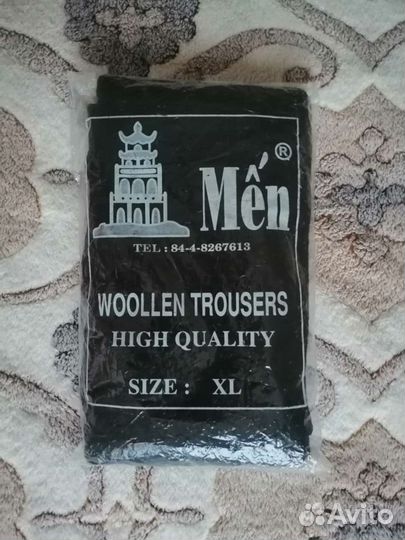 Mến ®
TEL : 84-4-8267613
WOOLLEN TROUSERS
HIGH QUALITY
SIZE : XL
Avito